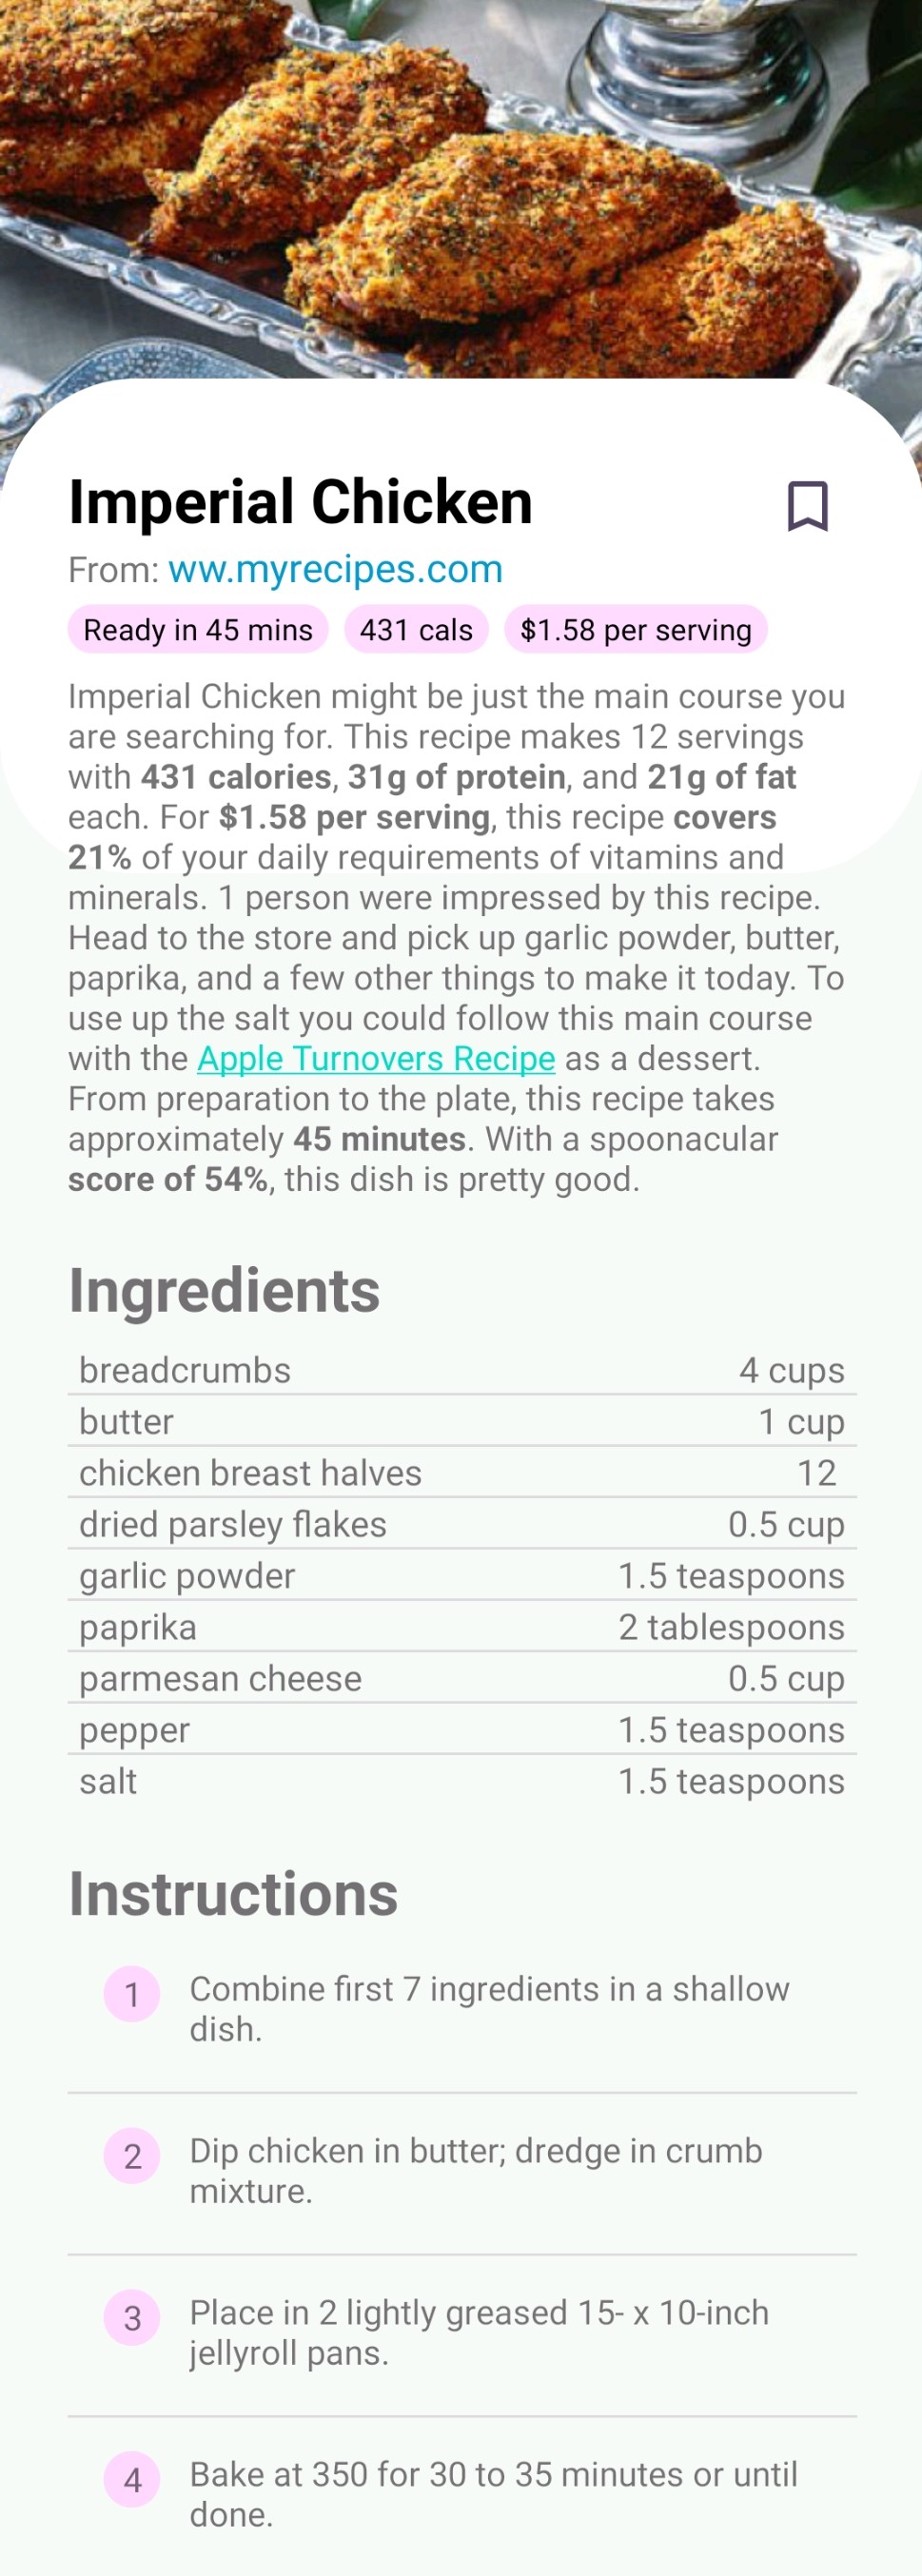 Imperial Chicken
From: ww.myrecipes.com
Ready in 45 mins 431 cals $1.58 per serving
Imperial Chicken might be just the main course you
are searching for. This recipe makes 12 servings
with 431 calories, 31g of protein, and 21g of fat
each. For $1.58 per serving, this recipe covers
21% of your daily requirements of vitamins and
minerals. 1 person were impressed by this recipe.
Head to the store and pick up garlic powder, butter,
paprika, and a few other things to make it today. To
use up the salt you could follow this main course
with the Apple Turnovers Recipe as a dessert.
From preparation to the plate, this recipe takes
approximately 45 minutes. With a spoonacular
score of 54%, this dish is pretty good.
Ingredients
breadcrumbs 4 cups
butter 1 cup
chicken breast halves 12
dried parsley flakes 0.5 cup
garlic powder 1.5 teaspoons
paprika 2 tablespoons
parmesan cheese 0.5 cup
pepper 1.5 teaspoons
salt 1.5 teaspoons
Instructions
1 Combine first 7 ingredients in a shallow
dish.
2 Dip chicken in butter; dredge in crumb
mixture.
3 Place in 2 lightly greased 15- x 10-inch
jellyroll pans.
4 Bake at 350 for 30 to 35 minutes or until
done.